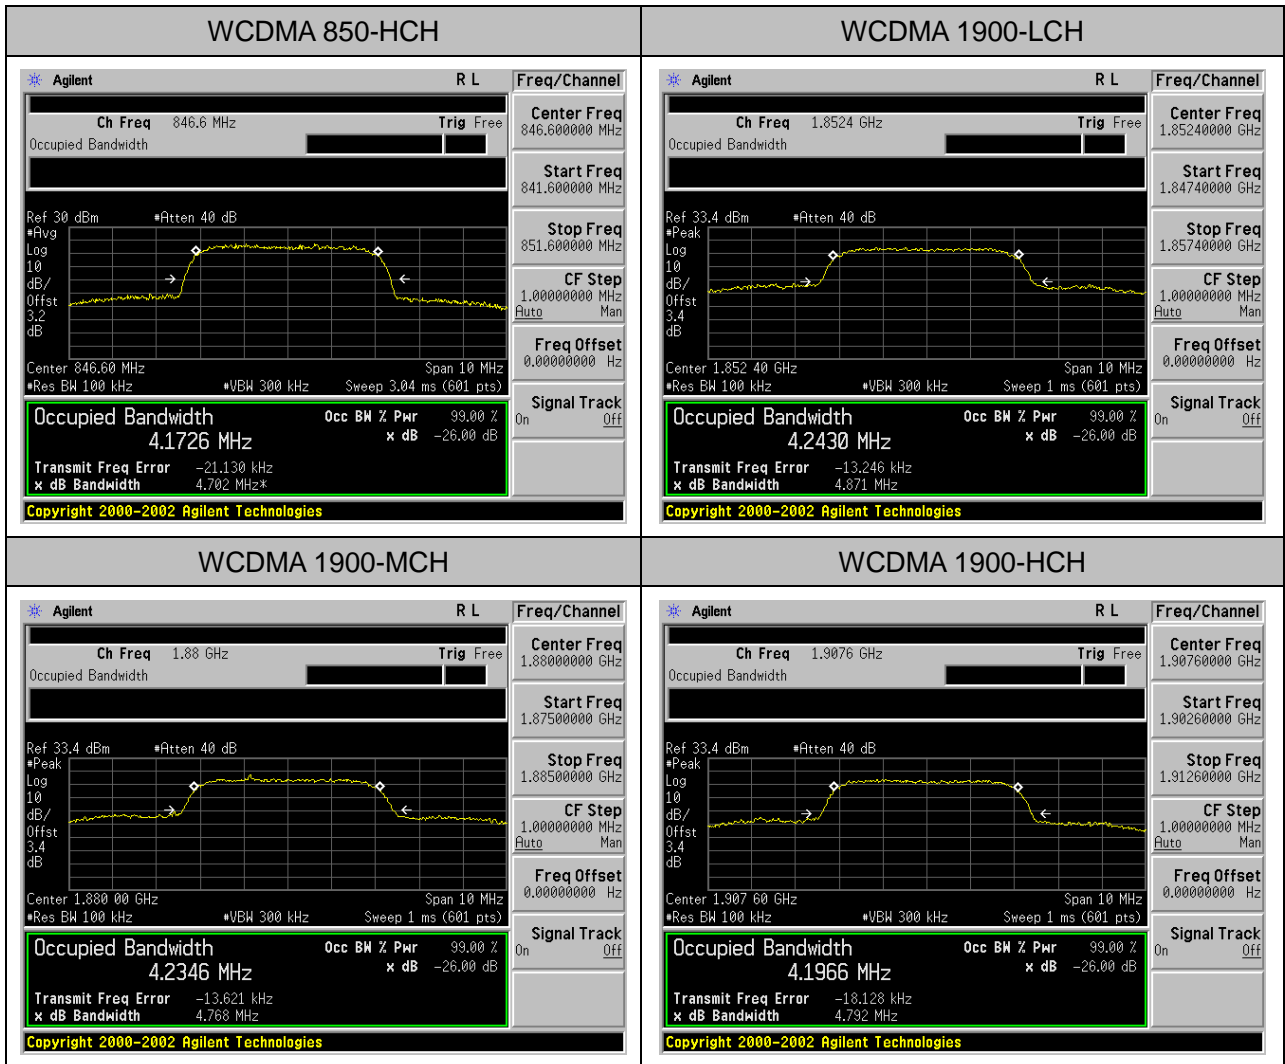 WCDMA 850-HCH
Agilent R L Freq/Channel
Ch Freq 846.6 MHz Trig Free
Occupied Bandwidth
Center Freq
846.600000 MHz
Start Freq
841.600000 MHz
Stop Freq
851.600000 MHz
CF Step
1.00000000 MHz
Auto Man
Freq Offset
0.00000000 Hz
Signal Track
On Off
Ref 30 dBm #Atten 40 dB
#Avg
Log
10
dB/
Offst
3.2
dB
Center 846.60 MHz Span 10 MHz
#Res BW 100 kHz #VBW 300 kHz Sweep 3.04 ms (601 pts)
Occupied Bandwidth Occ BW % Pwr 99.00 %
4.1726 MHz x dB -26.00 dB
Transmit Freq Error -21.130 kHz
x dB Bandwidth 4.702 MHz*
Copyright 2000-2002 Agilent Technologies
WCDMA 1900-LCH
Agilent R L Freq/Channel
Ch Freq 1.8524 GHz Trig Free
Occupied Bandwidth
Center Freq
1.85240000 GHz
Start Freq
1.84740000 GHz
Stop Freq
1.85740000 GHz
CF Step
1.00000000 MHz
Auto Man
Freq Offset
0.00000000 Hz
Signal Track
On Off
Ref 33.4 dBm #Atten 40 dB
#Peak
Log
10
dB/
Offst
3.4
dB
Center 1.852 40 GHz Span 10 MHz
#Res BW 100 kHz #VBW 300 kHz Sweep 1 ms (601 pts)
Occupied Bandwidth Occ BW % Pwr 99.00 %
4.2430 MHz x dB -26.00 dB
Transmit Freq Error -13.246 kHz
x dB Bandwidth 4.871 MHz
Copyright 2000-2002 Agilent Technologies
WCDMA 1900-MCH
Agilent R L Freq/Channel
Ch Freq 1.88 GHz Trig Free
Occupied Bandwidth
Center Freq
1.88000000 GHz
Start Freq
1.87500000 GHz
Stop Freq
1.88500000 GHz
CF Step
1.00000000 MHz
Auto Man
Freq Offset
0.00000000 Hz
Signal Track
On Off
Ref 33.4 dBm #Atten 40 dB
#Peak
Log
10
dB/
Offst
3.4
dB
Center 1.880 00 GHz Span 10 MHz
#Res BW 100 kHz #VBW 300 kHz Sweep 1 ms (601 pts)
Occupied Bandwidth Occ BW % Pwr 99.00 %
4.2346 MHz x dB -26.00 dB
Transmit Freq Error -13.621 kHz
x dB Bandwidth 4.768 MHz
Copyright 2000-2002 Agilent Technologies
WCDMA 1900-HCH
Agilent R L Freq/Channel
Ch Freq 1.9076 GHz Trig Free
Occupied Bandwidth
Center Freq
1.90760000 GHz
Start Freq
1.90260000 GHz
Stop Freq
1.91260000 GHz
CF Step
1.00000000 MHz
Auto Man
Freq Offset
0.00000000 Hz
Signal Track
On Off
Ref 33.4 dBm #Atten 40 dB
#Peak
Log
10
dB/
Offst
3.4
dB
Center 1.907 60 GHz Span 10 MHz
#Res BW 100 kHz #VBW 300 kHz Sweep 1 ms (601 pts)
Occupied Bandwidth Occ BW % Pwr 99.00 %
4.1966 MHz x dB -26.00 dB
Transmit Freq Error -18.128 kHz
x dB Bandwidth 4.792 MHz
Copyright 2000-2002 Agilent Technologies